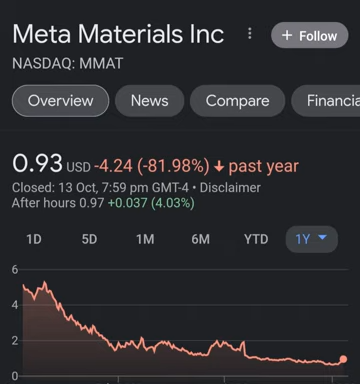 Meta Materials Inc
+ Follow
NASDAQ: MMAT
Overview
News
Compare
Financia
0.93 USD -4.24 (-81.98%) ↓ past year
Closed: 13 Oct, 7:59 pm GMT-4 • Disclaimer
After hours 0.97 +0.037 (4.03%)
1D 5D 1M 6M YTD 1Y
6
4
2
0